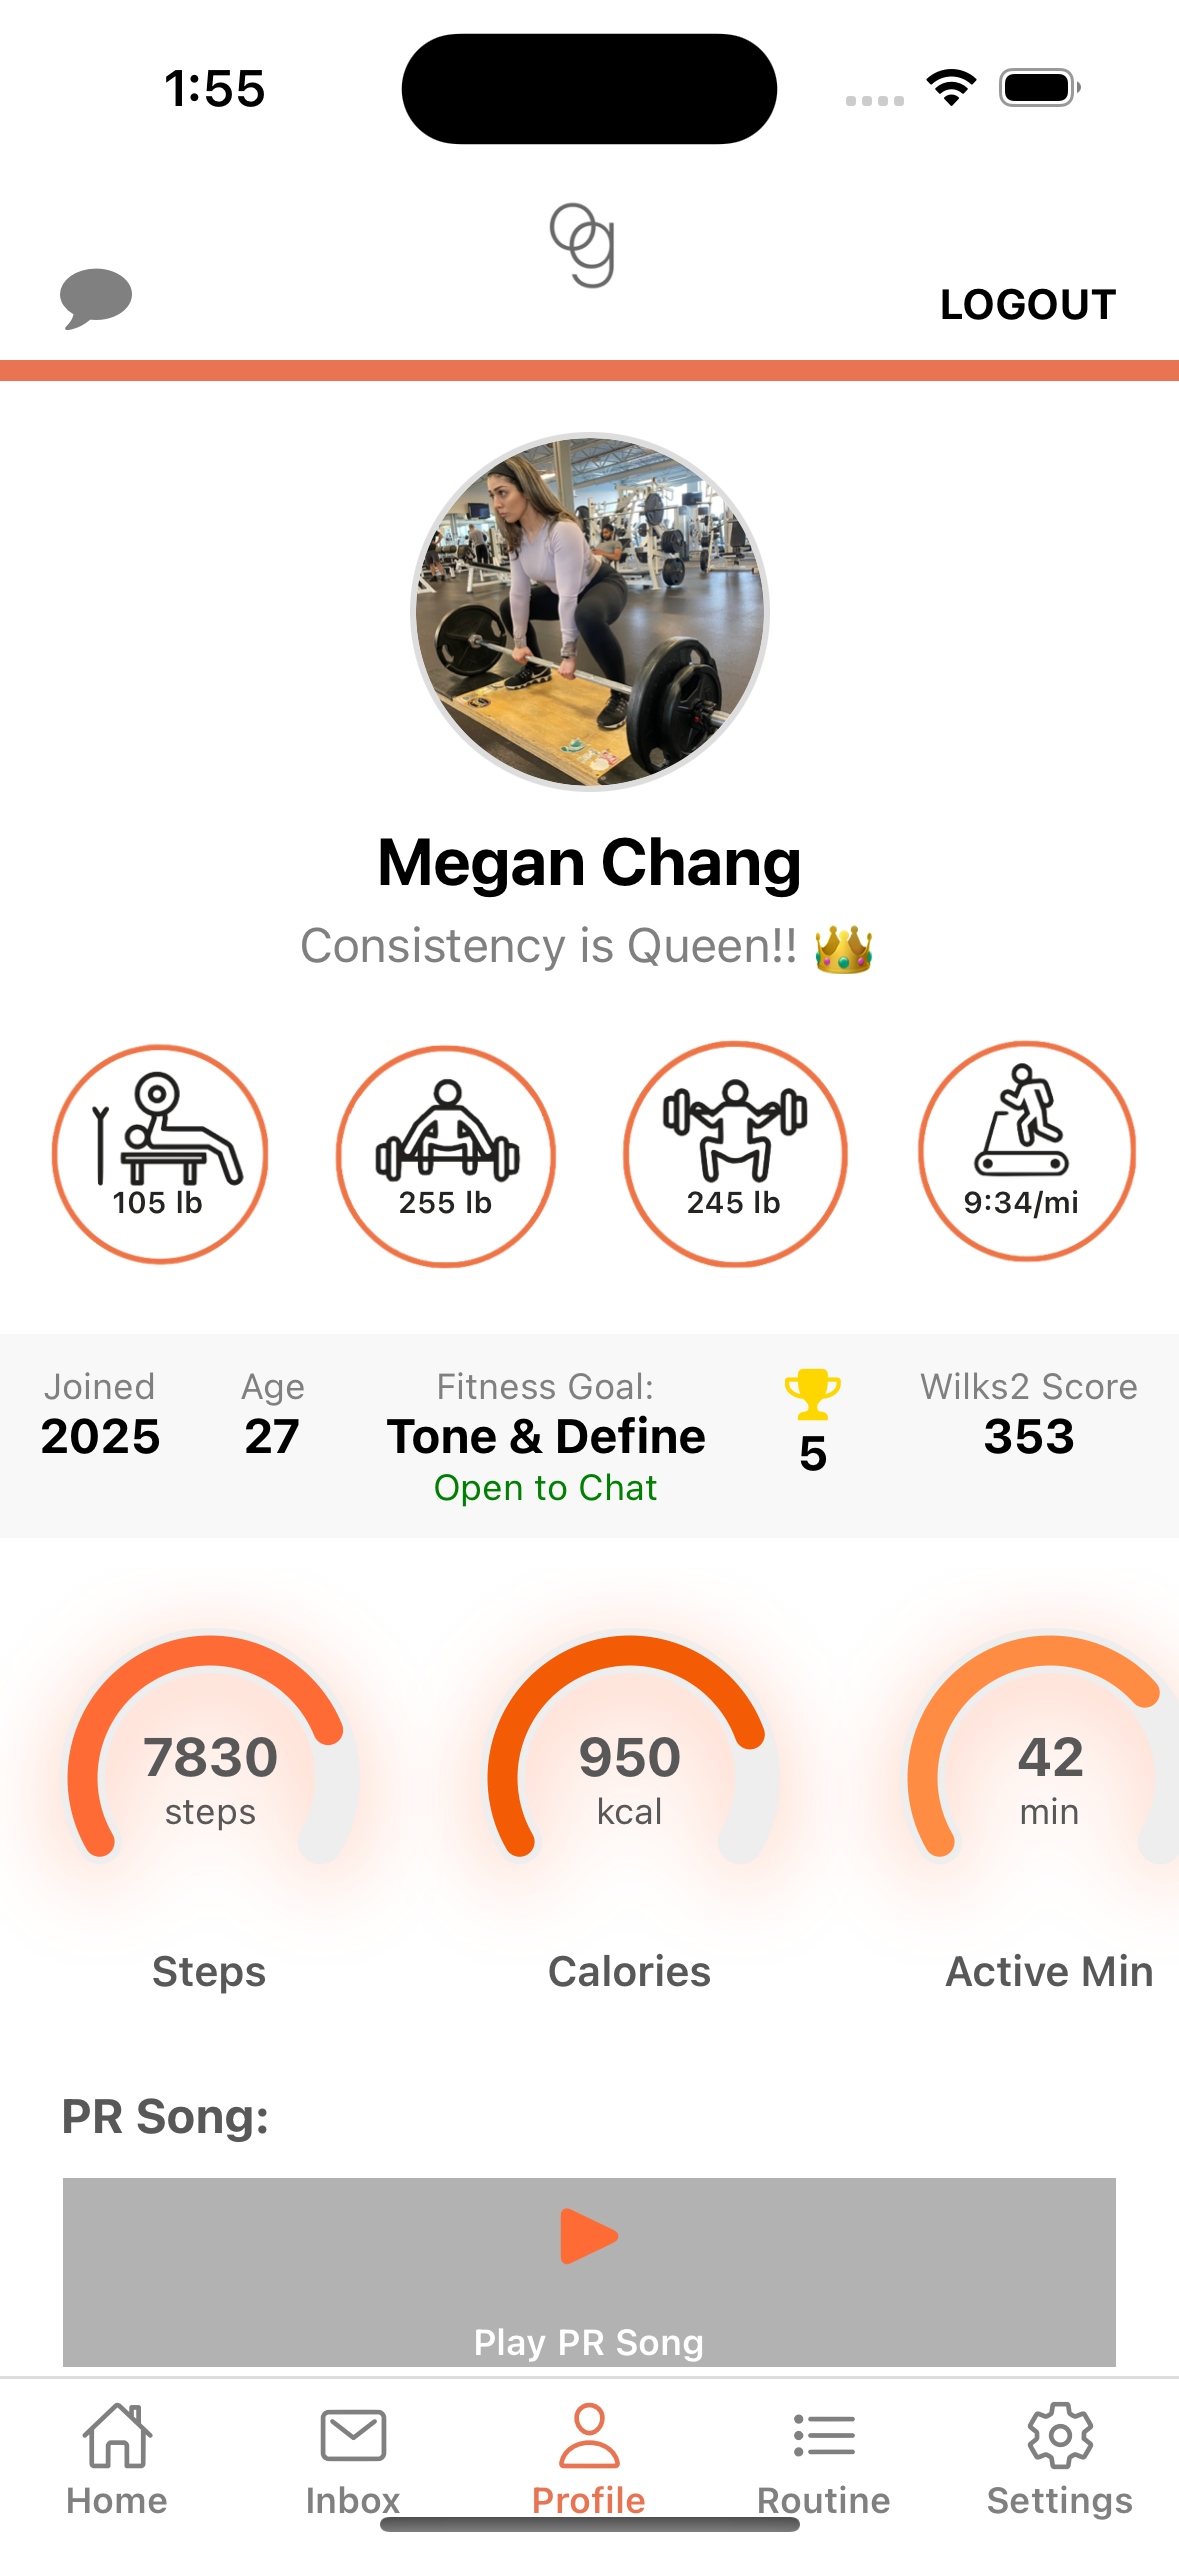 1:55
og
LOGOUT
Megan Chang
Consistency is Queen!! 👑
105 lb
255 lb
245 lb
9:34/mi
Joined
2025
Age
27
Fitness Goal:
Tone & Define
Open to Chat
5
Wilks2 Score
353
7830
steps
Steps
950
kcal
Calories
42
min
Active Min
PR Song:
Play PR Song
Home
Inbox
Profile
Routine
Settings